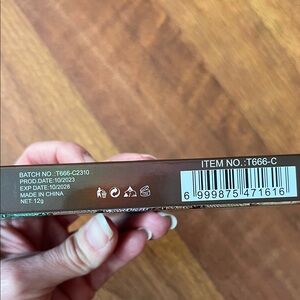 BATCH NO.:T666-C2310
PROD.DATE:10/2023
EXP DATE:10/2026
MADE IN CHINA
NET:12g
ITEM NO.:T666-C
6 999875 471616